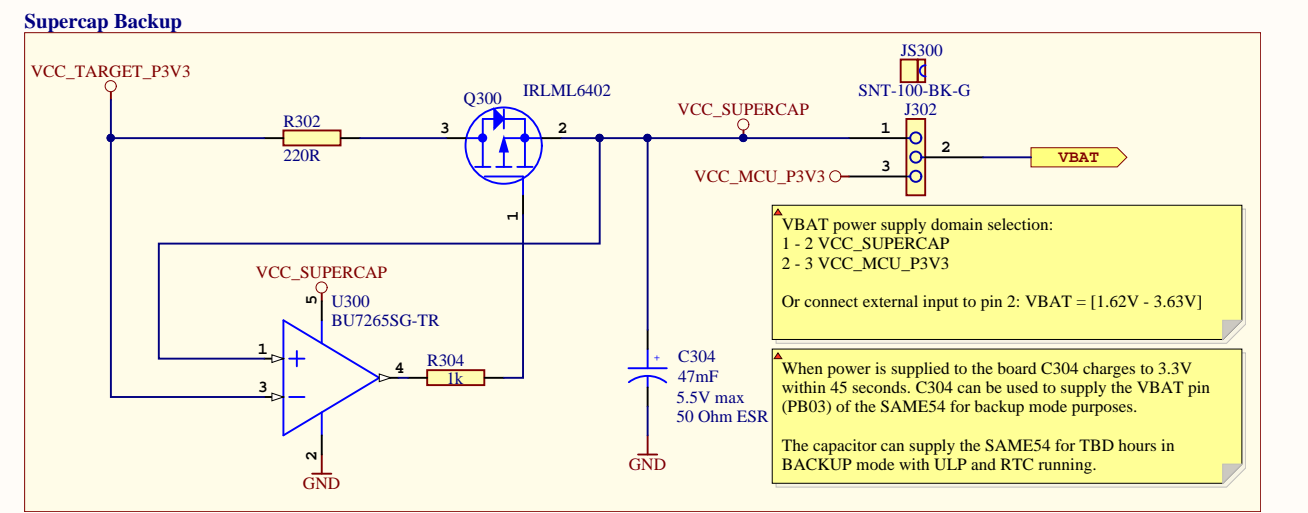 Supercap Backup
VCC_TARGET_P3V3
R302
220R
Q300
IRLML6402
3
2
1
VCC_SUPERCAP
JS300
SNT-100-BK-G
J302
1
2
3
VBAT
VCC_MCU_P3V3
VCC_SUPERCAP
5
U300
BU7265SG-TR
1
+
3
−
4
2
GND
R304
1k
+
C304
47mF
5.5V max
50 Ohm ESR
GND
VBAT power supply domain selection:
1 - 2 VCC_SUPERCAP
2 - 3 VCC_MCU_P3V3
Or connect external input to pin 2: VBAT = [1.62V - 3.63V]
When power is supplied to the board C304 charges to 3.3V
within 45 seconds. C304 can be used to supply the VBAT pin
(PB03) of the SAME54 for backup mode purposes.
The capacitor can supply the SAME54 for TBD hours in
BACKUP mode with ULP and RTC running.